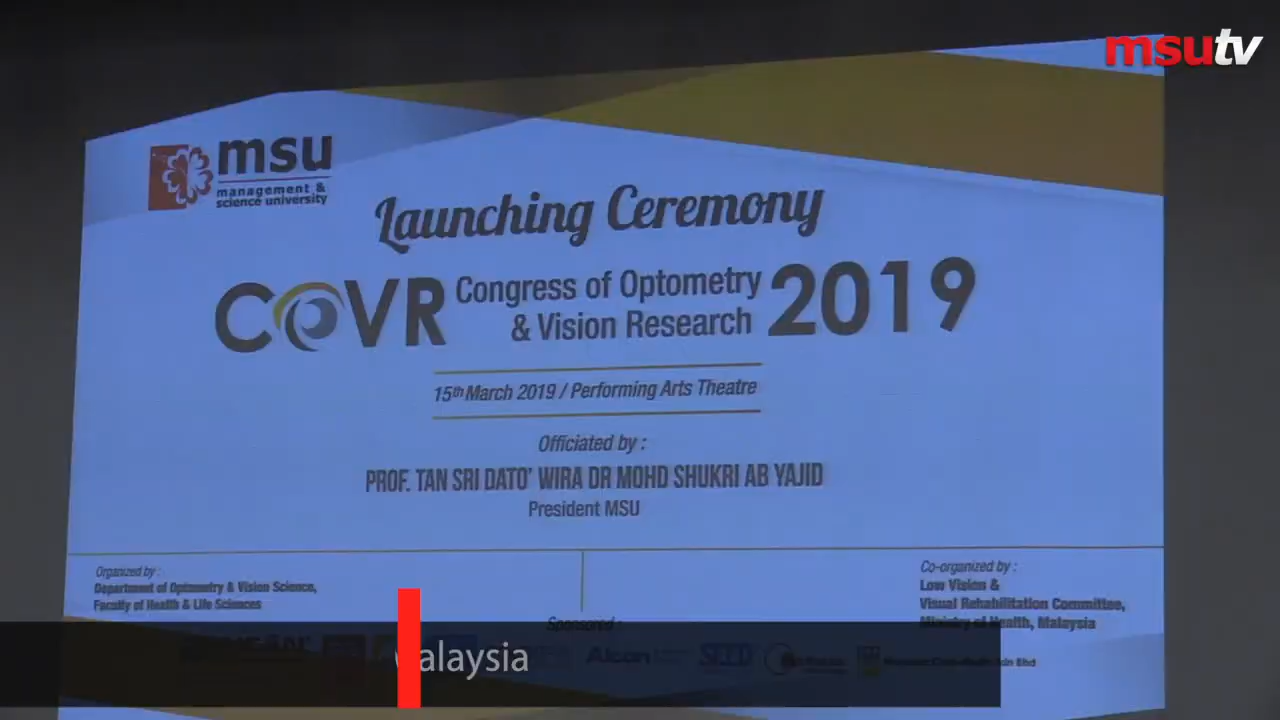 msutv
msu
management &
science university
Launching Ceremony
COVR Congress of Optometry
& Vision Research 2019
15th March 2019 / Performing Arts Theatre
Officiated by :
PROF. TAN SRI DATO' WIRA DR MOHD SHUKRI AB YAJID
President MSU
Organized by :
Department of Optometry & Vision Science,
Faculty of Health & Life Sciences
Co-organized by :
Low Vision &
Visual Rehabilitation Committee,
Ministry of Health, Malaysia
Sponsored :
Alcon SEED
alaysia